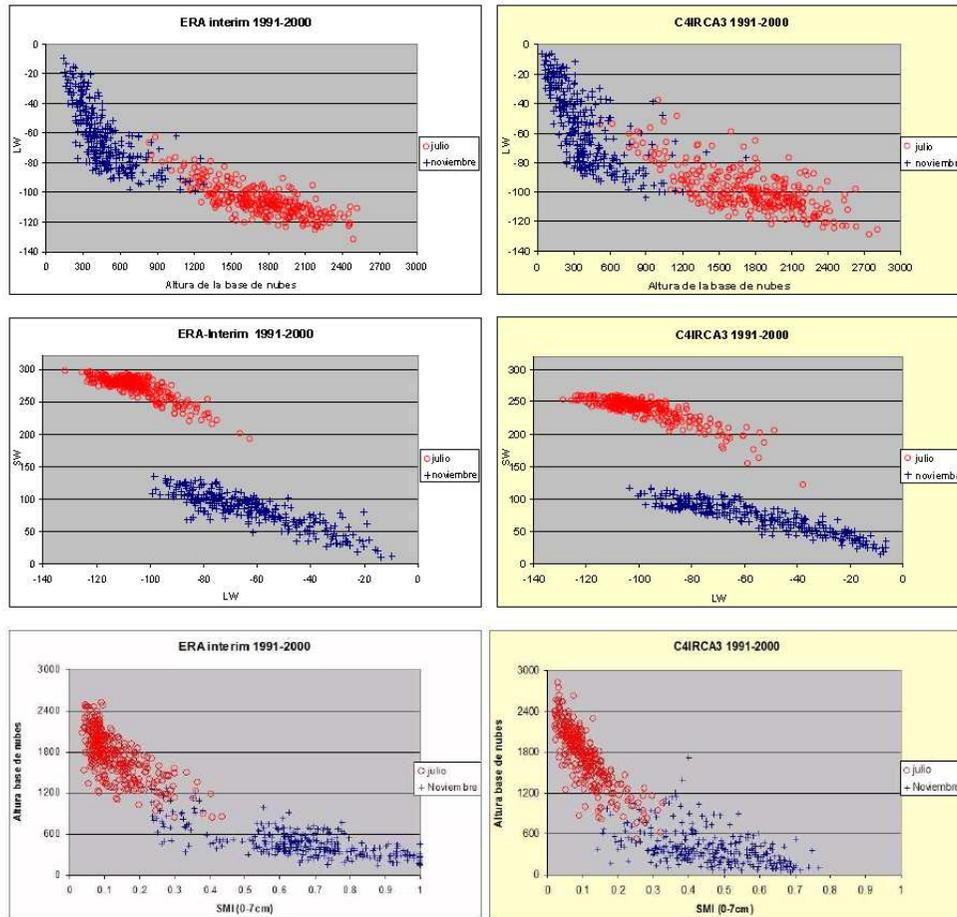 ERA interim 1991-2000
0
-20
-40
-60
-80
-100
-120
-140
LW
0 300 600 900 1200 1500 1800 2100 2400 2700 3000
Altura de la base de nubes
julio
noviembre
C4IRCA3 1991-2000
0
-20
-40
-60
-80
-100
-120
-140
LW
0 300 600 900 1200 1500 1800 2100 2400 2700 3000
Altura de la base de nubes
julio
noviembre
ERA-Interim 1991-2000
300
250
200
150
100
50
0
SW
-140 -120 -100 -80 -60 -40 -20 0
LW
julio
noviembre
C4IRCA3 1991-2000
300
250
200
150
100
50
0
SW
-140 -120 -100 -80 -60 -40 -20 0
LW
julio
noviembre
ERA interim 1991-2000
3000
2400
1800
1200
600
0
Altura base de nubes
0 0.1 0.2 0.3 0.4 0.5 0.6 0.7 0.8 0.9 1
SMI (0-7cm)
julio
Noviembre
C4IRCA3 1991-2000
3000
2400
1800
1200
600
0
Altura base de nubes
0 0.1 0.2 0.3 0.4 0.5 0.6 0.7 0.8 0.9 1
SMI (0-7cm)
julio
Noviembre